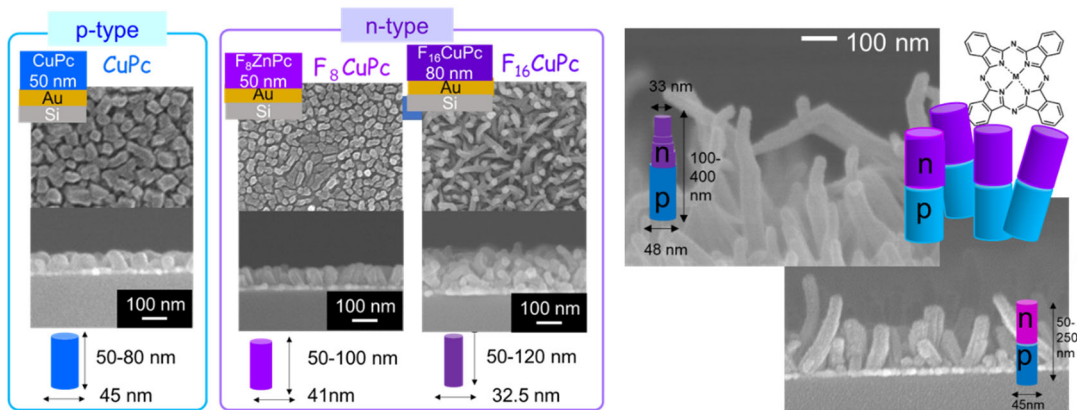 p-type
CuPc
50 nm
Au
Si
CuPc
100 nm
50-80 nm
45 nm
n-type
F₈ZnPc
50 nm
Au
Si
F₈CuPc
100 nm
50-100 nm
41nm
F₁₆CuPc
80 nm
Au
Si
F₁₆CuPc
100 nm
50-120 nm
32.5 nm
100 nm
33 nm
n
p
100-
400
nm
48 nm
N
N
N
N
M
N
N
N
N
n
p
n
p
50-
250
nm
45nm